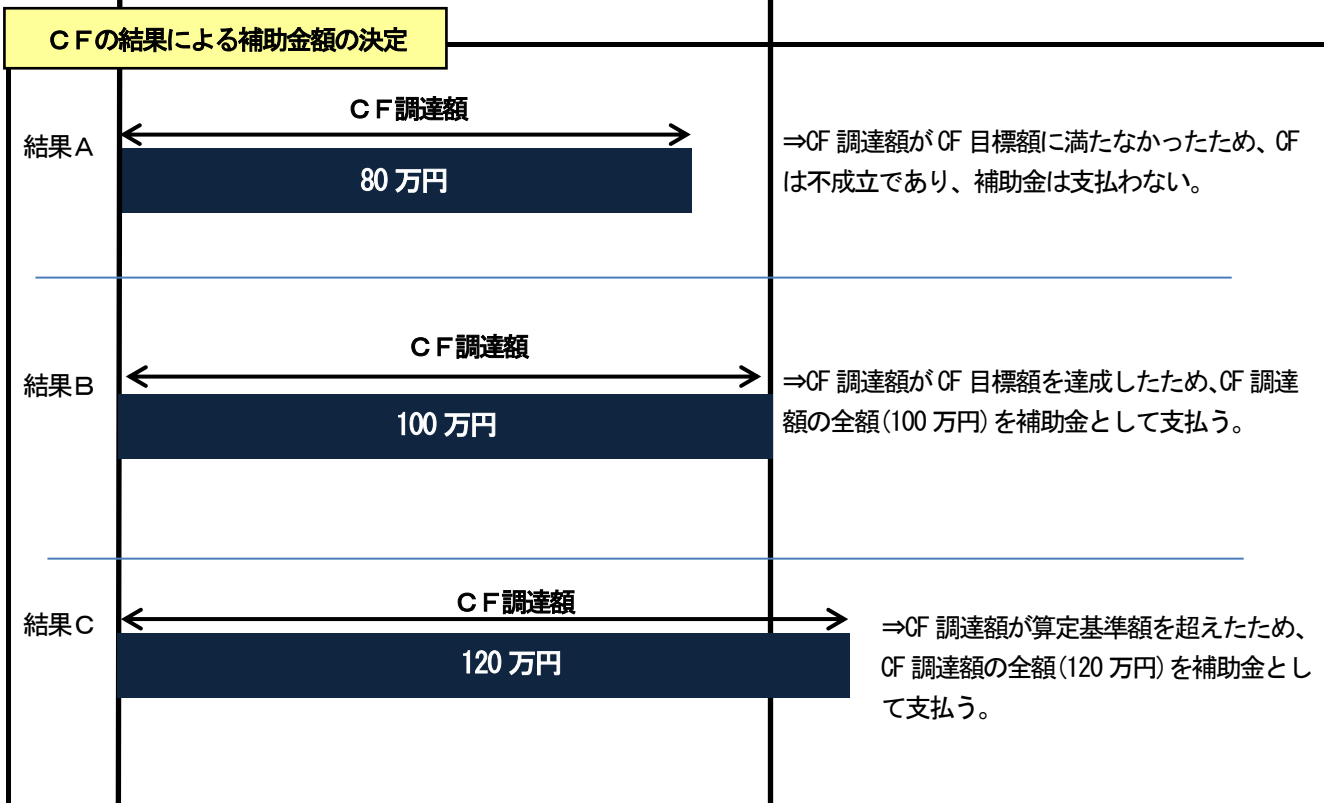 ＣＦの結果による補助金額の決定
ＣＦ調達額
結果Ａ
80 万円
⇒CF 調達額が CF 目標額に満たなかったため、CF
は不成立であり、補助金は支払わない。
ＣＦ調達額
結果Ｂ
100 万円
⇒CF 調達額が CF 目標額を達成したため、CF 調達
額の全額(100 万円)を補助金として支払う。
ＣＦ調達額
結果Ｃ
120 万円
⇒CF 調達額が算定基準額を超えたため、
CF 調達額の全額(120 万円)を補助金とし
て支払う。